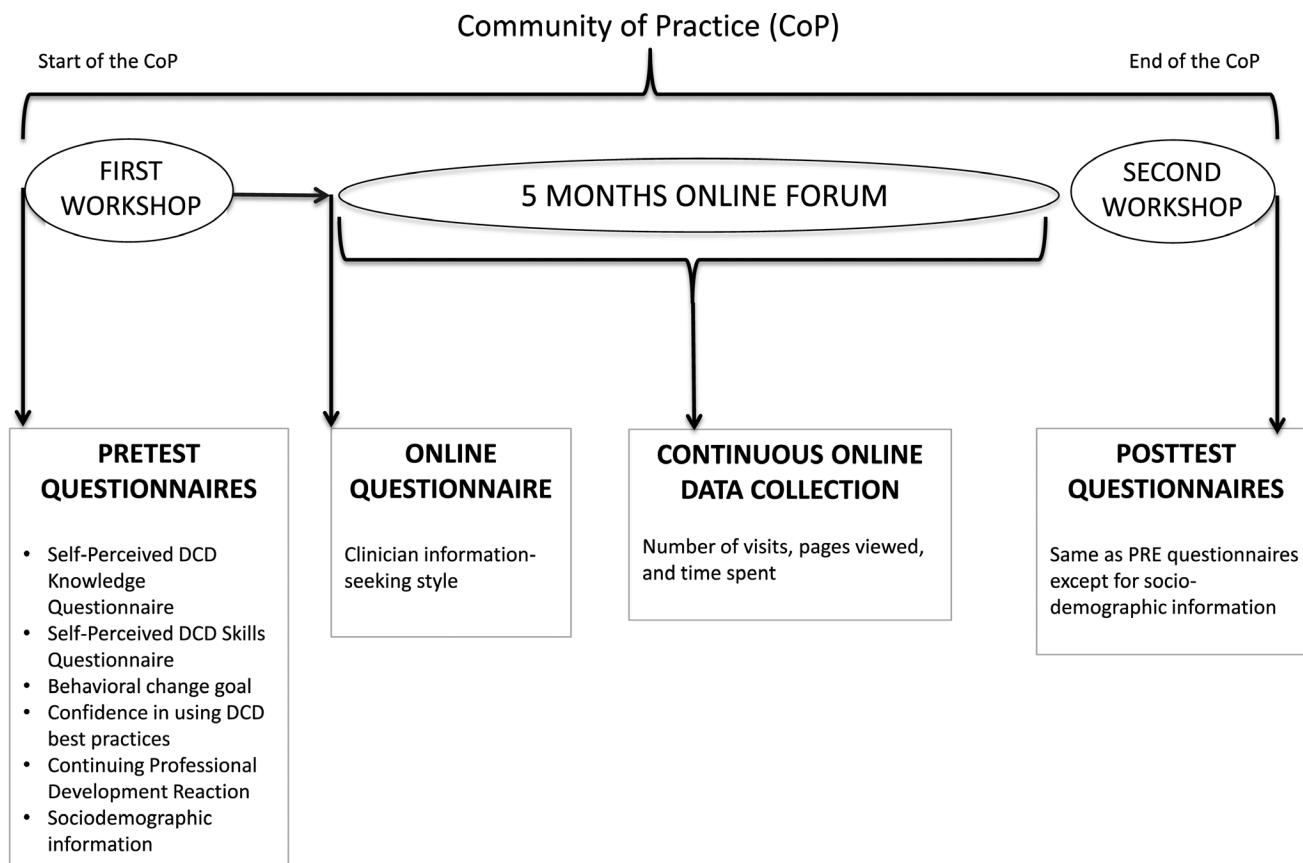 Community of Practice (CoP)
Start of the CoP
End of the CoP
FIRST
WORKSHOP
5 MONTHS ONLINE FORUM
SECOND
WORKSHOP
PRETEST
QUESTIONNAIRES
• Self-Perceived DCD
Knowledge
Questionnaire
• Self-Perceived DCD Skills
Questionnaire
• Behavioral change goal
• Confidence in using DCD
best practices
• Continuing Professional
Development Reaction
• Sociodemographic
information
ONLINE
QUESTIONNAIRE
Clinician information-
seeking style
CONTINUOUS ONLINE
DATA COLLECTION
Number of visits, pages viewed,
and time spent
POSTTEST
QUESTIONNAIRES
Same as PRE questionnaires
except for socio-
demographic information